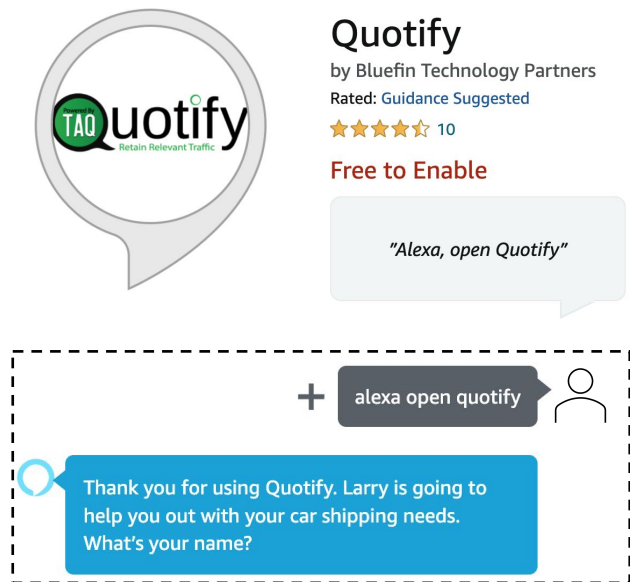 Powered By
TAQ
Quotify
Retain Relevant Traffic
Quotify
by Bluefin Technology Partners
Rated: Guidance Suggested
10
Free to Enable
"Alexa, open Quotify"
+
alexa open quotify
Thank you for using Quotify. Larry is going to
help you out with your car shipping needs.
What's your name?